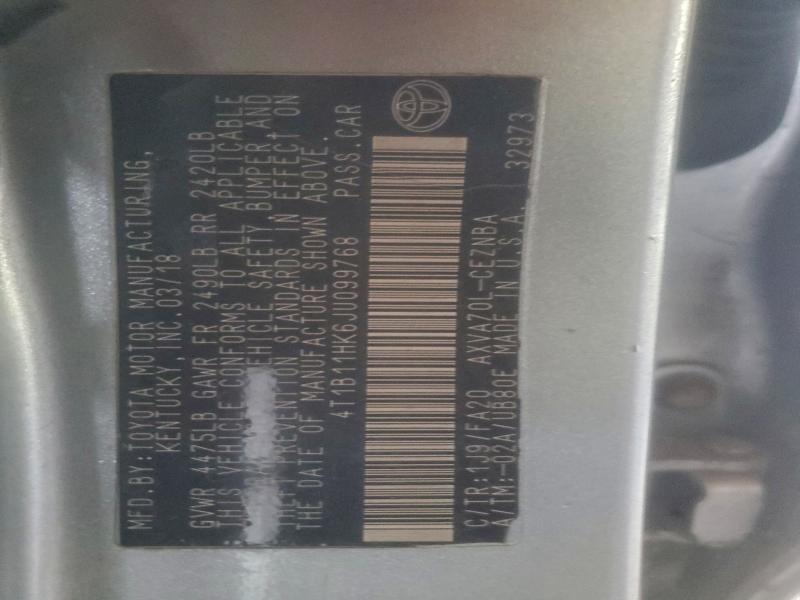 MFD.BY: TOYOTA MOTOR MANUFACTURING,
KENTUCKY, INC. 03/18
GVWR 4475LB GAWR FR 2490LB RR 2420LB
THIS VEHICLE CONFORMS TO ALL APPLICABLE
VEHICLE SAFETY BUMPER, AND
PREVENTION STANDARDS IN EFFECT ON
THE DATE OF MANUFACTURE SHOWN ABOVE.
4T1B11HK6JU099768 PASS.CAR
C/TR:1J9/FA20 AXVA70L-CEZNBA
A/TM:-02A/UB80E MADE IN U.S.A. 32973